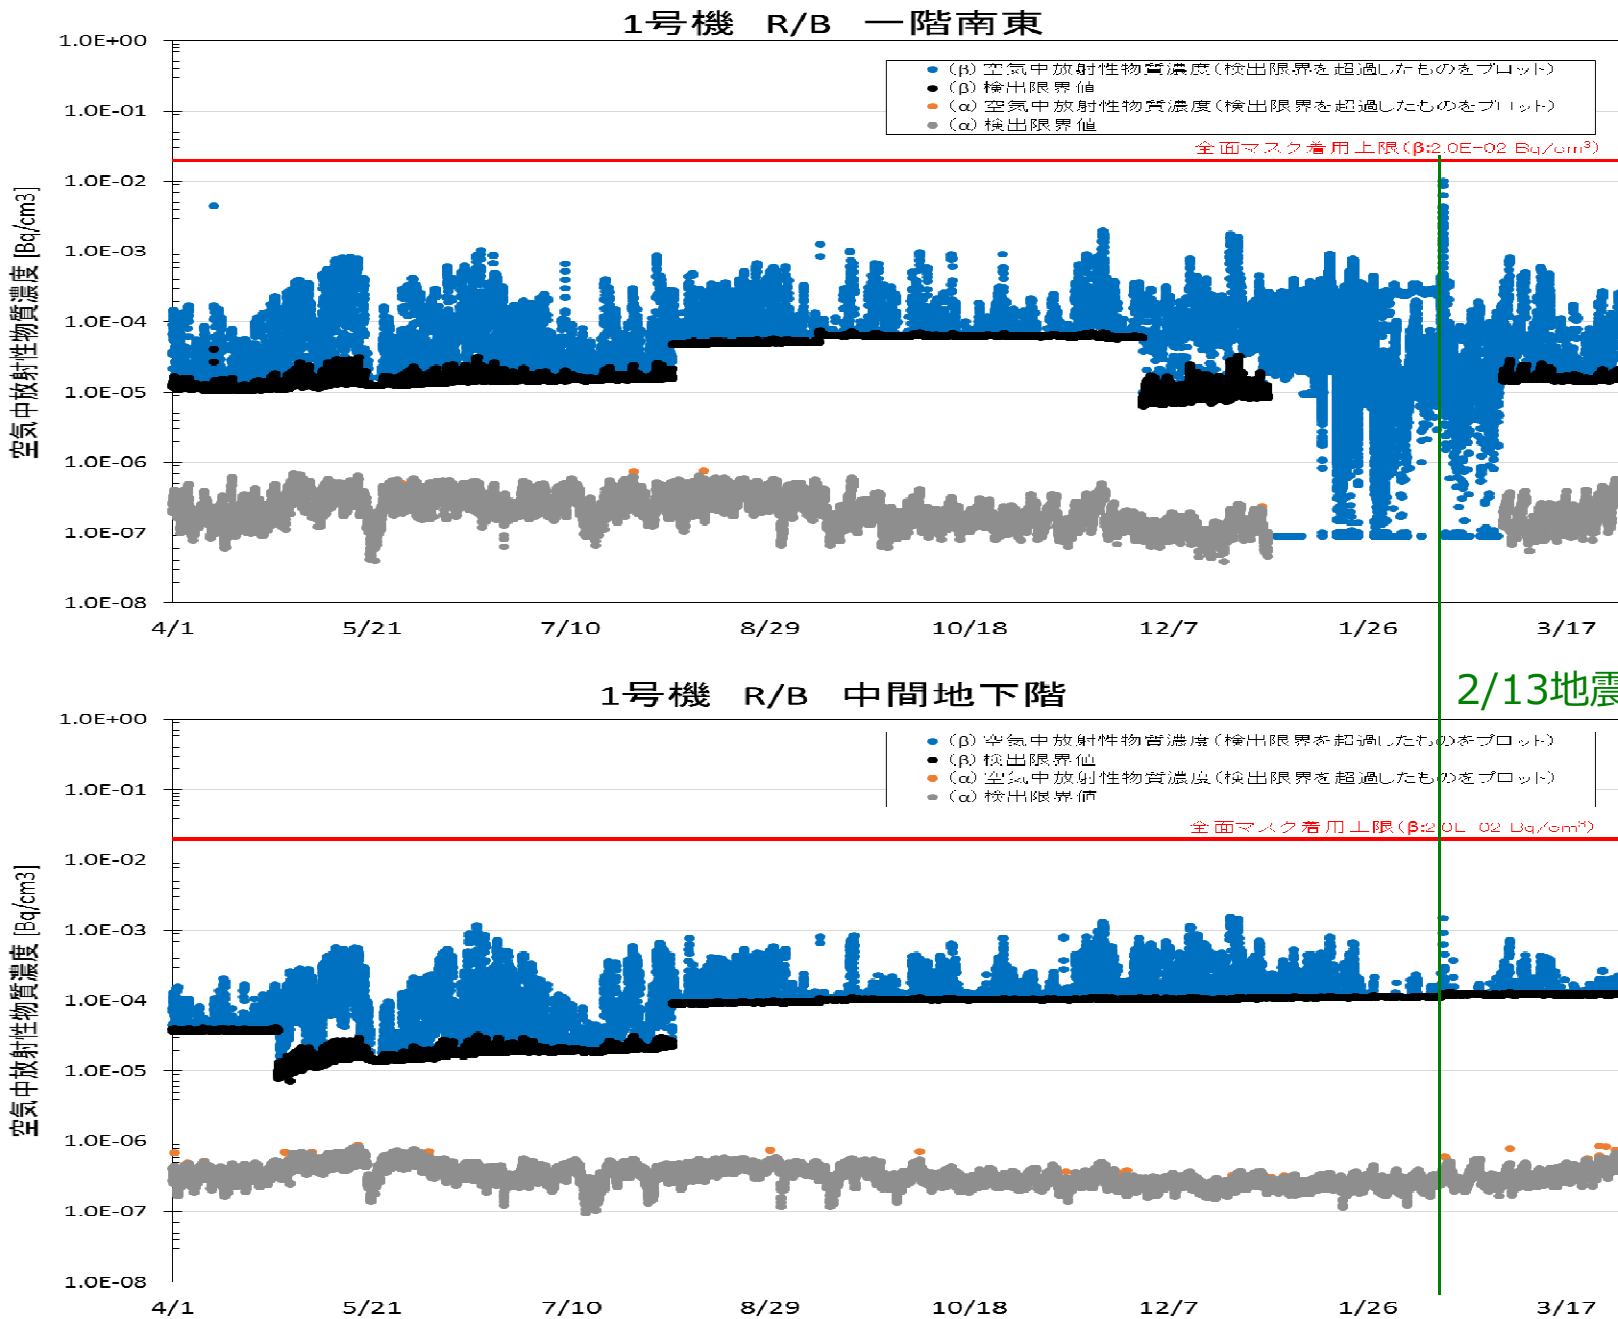 1号機 R/B 一階南東
1.0E+00
(β) 空気中放射性物質濃度(検出限界を超過したものをプロット)
(β) 検出限界値
(α) 空気中放射性物質濃度(検出限界を超過したものをプロット)
(α) 検出限界値
1.0E-01
全面マスク着用上限(β:2.0E-02 Bq/cm³)
1.0E-02
1.0E-03
1.0E-04
1.0E-05
1.0E-06
1.0E-07
1.0E-08
空気中放射性物質濃度 [Bq/cm3]
4/1 5/21 7/10 8/29 10/18 12/7 1/26 3/17
2/13地震
1号機 R/B 中間地下階
1.0E+00
(β) 空気中放射性物質濃度(検出限界を超過したものをプロット)
(β) 検出限界値
(α) 空気中放射性物質濃度(検出限界を超過したものをプロット)
(α) 検出限界値
1.0E-01
全面マスク着用上限(β:2.0E-02 Bq/cm³)
1.0E-02
1.0E-03
1.0E-04
1.0E-05
1.0E-06
1.0E-07
1.0E-08
空気中放射性物質濃度 [Bq/cm3]
4/1 5/21 7/10 8/29 10/18 12/7 1/26 3/17